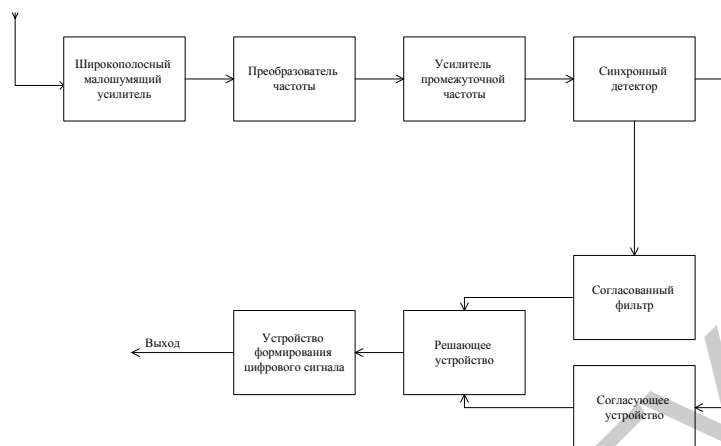 Широкополосный
малошумящий
усилитель
Преобразователь
частоты
Усилитель
промежуточной
частоты
Синхронный
детектор
Согласованный
фильтр
Выход
Устройство
формирования
цифрового сигнала
Решающее
устройство
Согласующее
устройство